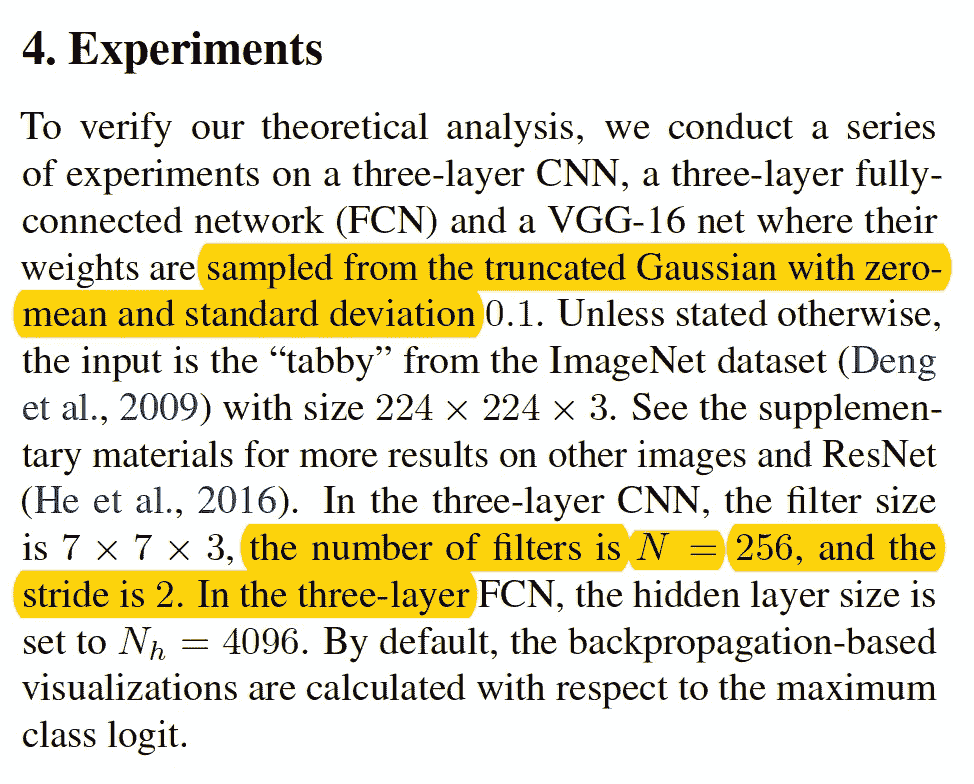 4. Experiments
To verify our theoretical analysis, we conduct a series
of experiments on a three-layer CNN, a three-layer fully-
connected network (FCN) and a VGG-16 net where their
weights are sampled from the truncated Gaussian with zero-
mean and standard deviation 0.1. Unless stated otherwise,
the input is the “tabby” from the ImageNet dataset (Deng
et al., 2009) with size 224 × 224 × 3. See the supplemen-
tary materials for more results on other images and ResNet
(He et al., 2016). In the three-layer CNN, the filter size
is 7 × 7 × 3, the number of filters is N = 256, and the
stride is 2. In the three-layer FCN, the hidden layer size is
set to Nₕ = 4096. By default, the backpropagation-based
visualizations are calculated with respect to the maximum
class logit.